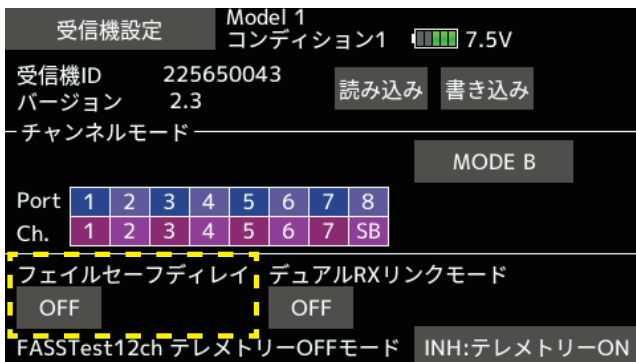 受信機設定
Model 1
コンディション1 7.5V
受信機ID 225650043
バージョン 2.3
読み込み 書き込み
チャンネルモード
MODE B
Port 1 2 3 4 5 6 7 8
Ch. 1 2 3 4 5 6 7 SB
フェイルセーフディレイ デュアルRXリンクモード
OFF OFF
FASSTest12ch テレメトリーOFFモード INH:テレメトリーON